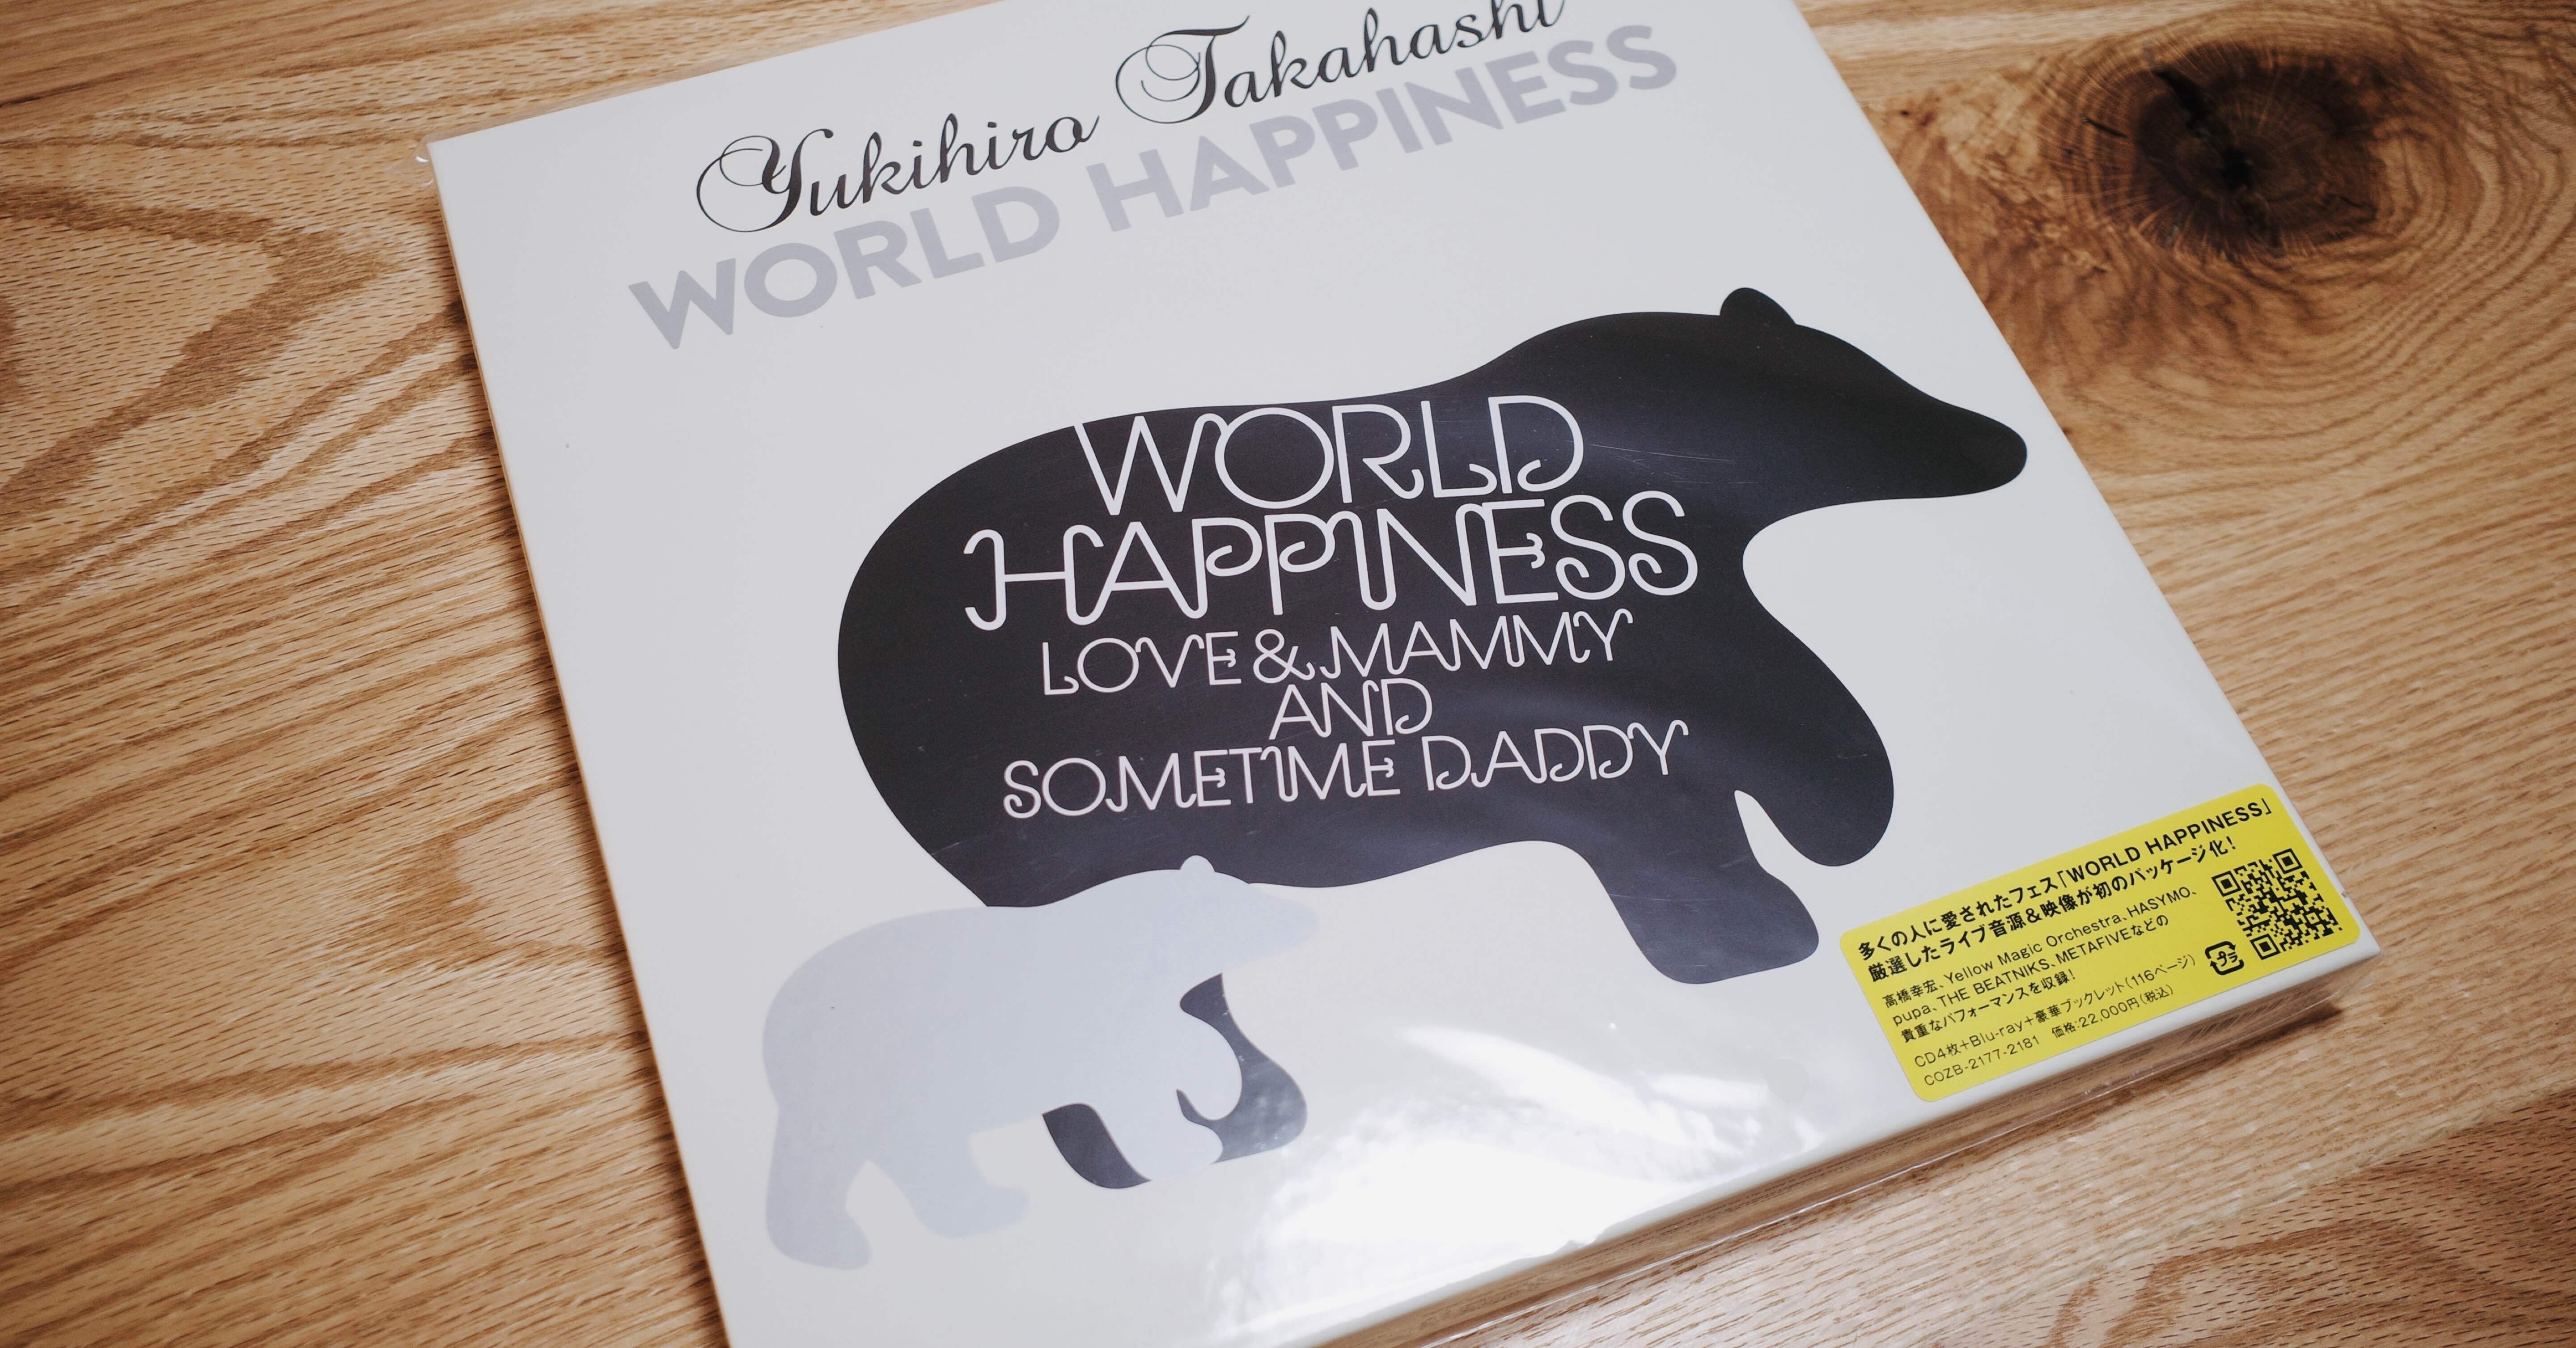 Yukihiro Takahashi
WORLD HAPPINESS
WORLD
HAPPINESS
LOVE & MAMMY
AND
SOMETIME DADDY
多くの人に愛されたフェス「WORLD HAPPINESS」
厳選したライブ音源&映像が初のパッケージ化!
高橋幸宏、Yellow Magic Orchestra、HASYMO、
pupa、THE BEATNIKS、METAFIVEなどの
貴重なパフォーマンスを収録!
CD4枚+Blu-ray+豪華ブックレット(116ページ)
COZB-2177-2181 価格:22,000円(税込)
プラ